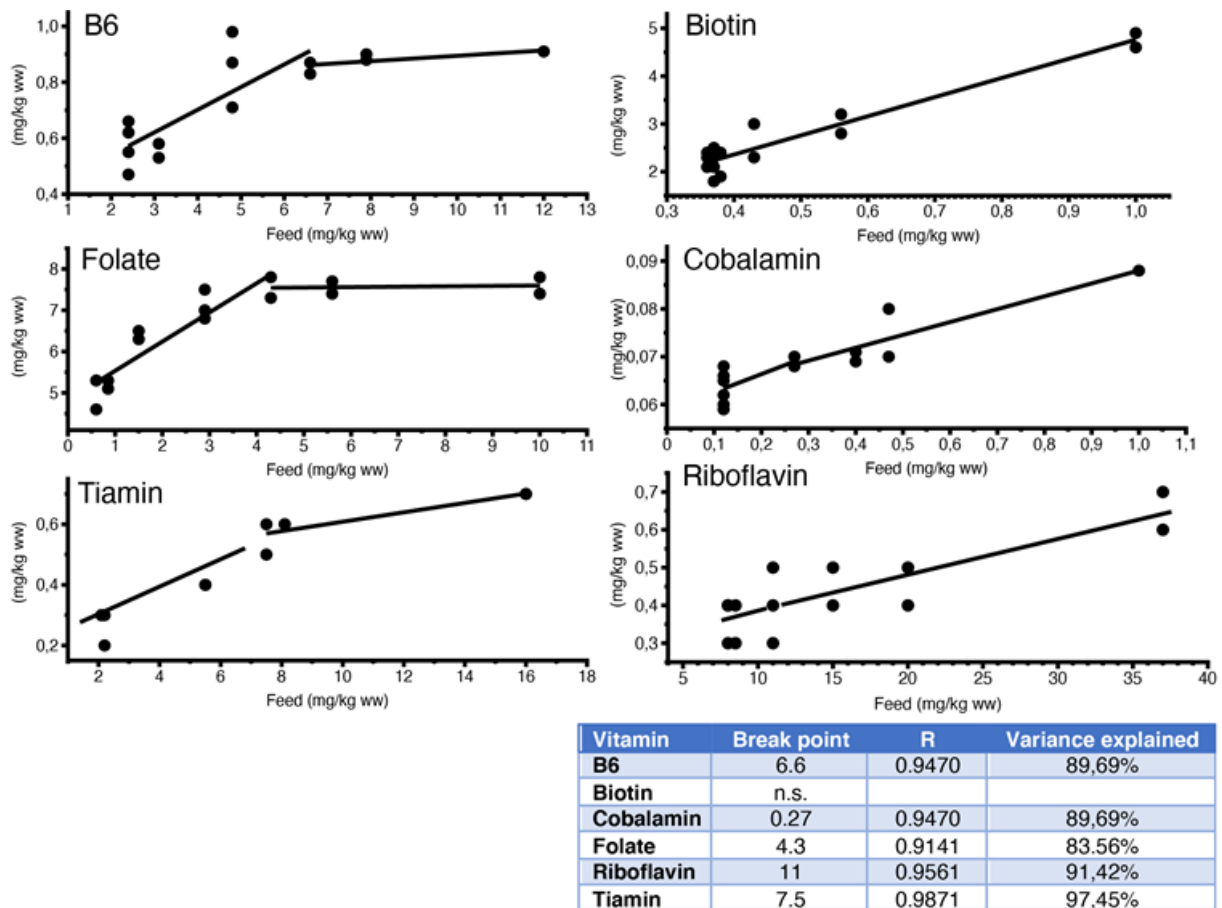 B6
1,0
0,8
0,6
0,4
(mg/kg ww)
1 2 3 4 5 6 7 8 9 10 11 12 13
Feed (mg/kg ww)
Biotin
5
4
3
2
(mg/kg ww)
0,3 0,4 0,5 0,6 0,7 0,8 0,9 1,0
Feed (mg/kg ww)
Folate
8
7
6
5
(mg/kg ww)
0 1 2 3 4 5 6 7 8 9 10 11
Feed (mg/kg ww)
Cobalamin
0,09
0,08
0,07
0,06
(mg/kg ww)
0 0,1 0,2 0,3 0,4 0,5 0,6 0,7 0,8 0,9 1,0 1,1
Feed (mg/kg ww)
Tiamin
0,6
0,4
0,2
(mg/kg ww)
2 4 6 8 10 12 14 16 18
Feed (mg/kg ww)
Riboflavin
0,7
0,6
0,5
0,4
0,3
(mg/kg ww)
5 10 15 20 25 30 35 40
Feed (mg/kg ww)
Vitamin Break point R Variance explained
B6 6.6 0.9470 89,69%
Biotin n.s.
Cobalamin 0.27 0.9470 89,69%
Folate 4.3 0.9141 83.56%
Riboflavin 11 0.9561 91,42%
Tiamin 7.5 0.9871 97,45%